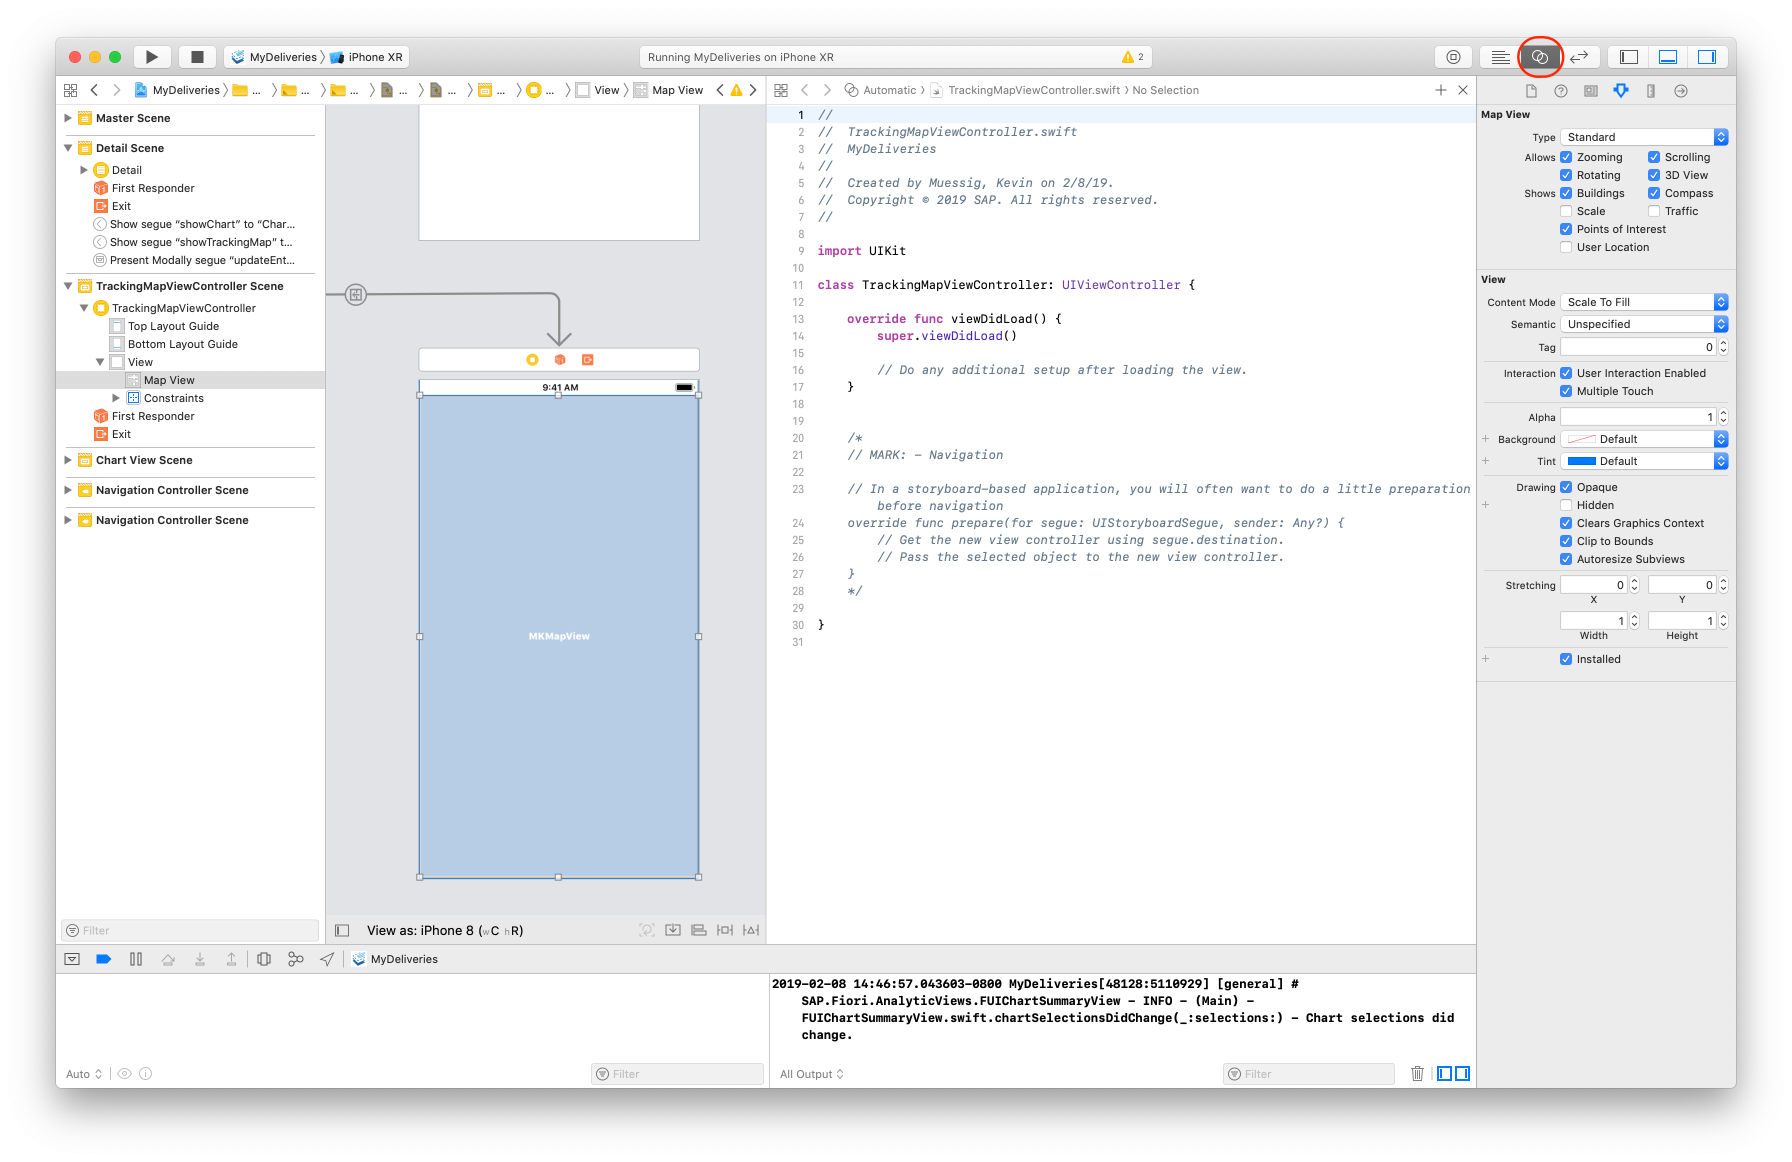 MyDeliveries 〉 iPhone XR
Running MyDeliveries on iPhone XR
2
MyDeliveries 〉 ... 〉 ... 〉 ... 〉 ... 〉 ... 〉 ... 〉 ... 〉 View 〉 Map View
Master Scene
Detail Scene
Detail
First Responder
Exit
Show segue “showChart” to “Char...
Show segue “showTrackingMap” t...
Present Modally segue “updateEnt...
TrackingMapViewController Scene
TrackingMapViewController
Top Layout Guide
Bottom Layout Guide
View
Map View
Constraints
First Responder
Exit
Chart View Scene
Navigation Controller Scene
Navigation Controller Scene
Filter
9:41 AM
MKMapView
View as: iPhone 8 (wC hR)
Automatic 〉 TrackingMapViewController.swift 〉 No Selection
1 //
2 //  TrackingMapViewController.swift
3 //  MyDeliveries
4 //
5 //  Created by Muessig, Kevin on 2/8/19.
6 //  Copyright © 2019 SAP. All rights reserved.
7 //
8
9 import UIKit
10
11 class TrackingMapViewController: UIViewController {
12
13     override func viewDidLoad() {
14         super.viewDidLoad()
15
16         // Do any additional setup after loading the view.
17     }
18
19
20     /*
21     // MARK: - Navigation
22
23     // In a storyboard-based application, you will often want to do a little preparation
before navigation
24     override func prepare(for segue: UIStoryboardSegue, sender: Any?) {
25         // Get the new view controller using segue.destination.
26         // Pass the selected object to the new view controller.
27     }
28     */
29
30 }
31
Map View
Type Standard
Allows Zooming Scrolling
Rotating 3D View
Shows Buildings Compass
Scale Traffic
Points of Interest
User Location
View
Content Mode Scale To Fill
Semantic Unspecified
Tag 0
Interaction User Interaction Enabled
Multiple Touch
Alpha 1
+ Background Default
+ Tint Default
Drawing Opaque
+ Hidden
Clears Graphics Context
Clip to Bounds
Autoresize Subviews
Stretching 0 0
X Y
1 1
Width Height
+ Installed
MyDeliveries
2019-02-08 14:46:57.043603-0800 MyDeliveries[48128:5110929] [general] #
SAP.Fiori.AnalyticViews.FUIChartSummaryView - INFO - (Main) -
FUIChartSummaryView.swift.chartSelectionsDidChange(_:selections:) - Chart selections did
change.
Auto
Filter
All Output
Filter